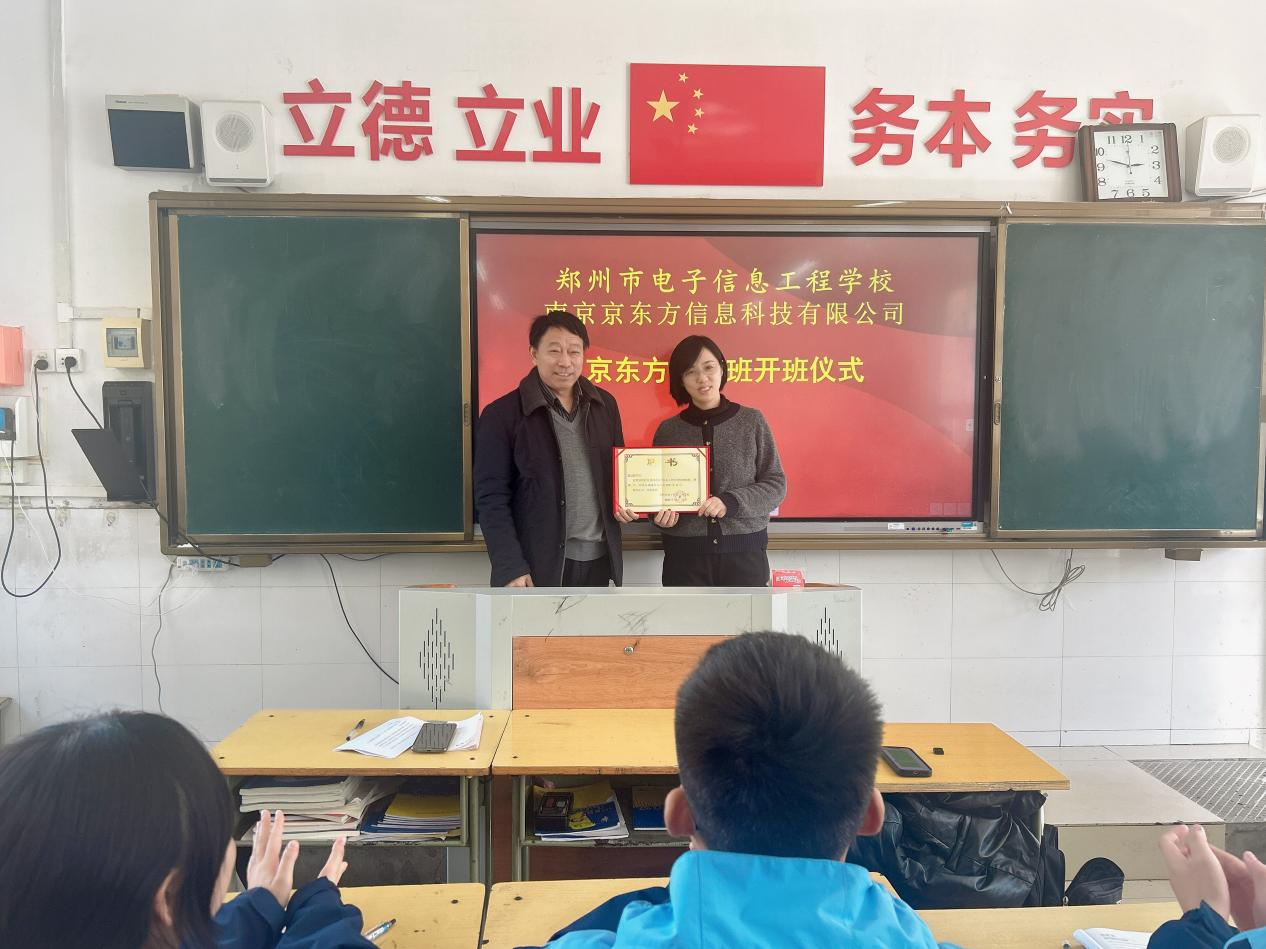 立德 立业
务本 务实
郑州市电子信息工程学校
南京京东方信息科技有限公司
京东方
班开班仪式
聘书